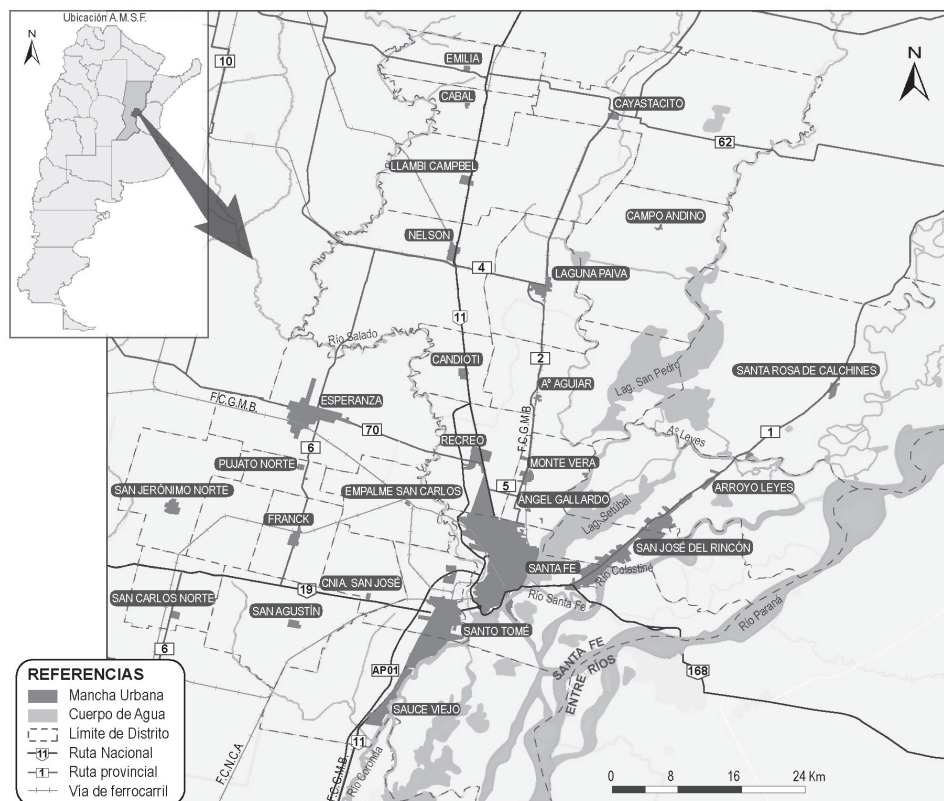 Ubicación A. M. S. F.
N
N
10
EMILIA
CABAL
CAYASTACITO
62
LLAMBI CAMPBEL
CAMPO ANDINO
NELSON
4
LAGUNA PAIVA
11
Río Salado
2
CANDIOTI
Aº AGUIAR
Lag. San Pedro
SANTA ROSA DE CALCHINES
F.C.G.M.B.
ESPERANZA
F.C.G.M.B.
70
Aº Leyes
1
RECREO
6
PUJATO NORTE
MONTE VERA
SAN JERÓNIMO NORTE
EMPALME SAN CARLOS
5
ARROYO LEYES
ÁNGEL GALLARDO
Lag. Setúbal
FRANCK
SAN JOSÉ DEL RINCÓN
SANTA FE
Río Colastiné
CNIA. SAN JOSÉ
19
SAN CARLOS NORTE
Río Santa Fe
Río Paraná
SAN AGUSTÍN
SANTO TOMÉ
6
SANTA FE
ENTRE RÍOS
AP01
168
REFERENCIAS
Mancha Urbana
Cuerpo de Agua
Límite de Distrito
11 Ruta Nacional
1 Ruta provincial
Vía de ferrocarril
SAUCE VIEJO
11
F.C.N.C.A
F.C.G.M.B.
Río Coronda
0 4 8 16 24 Km